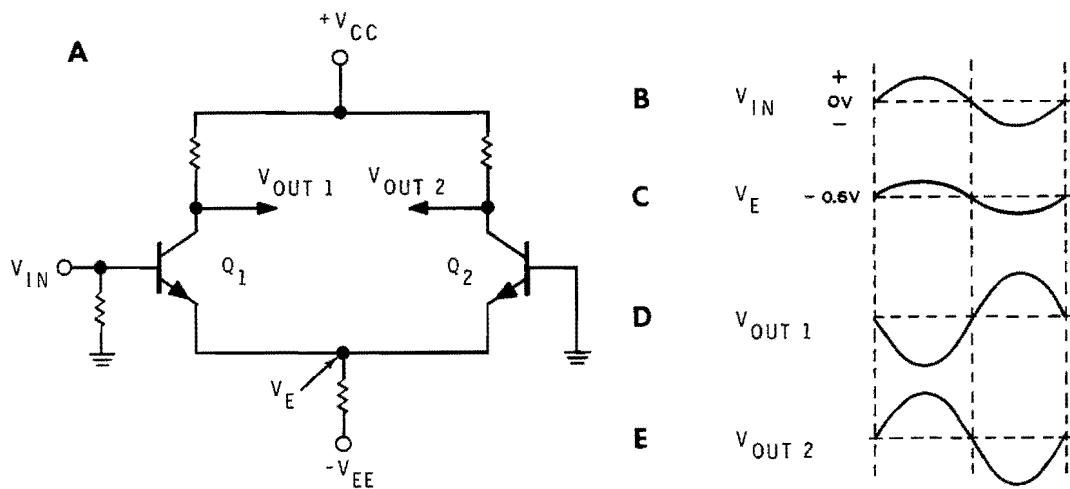 A
+VCC
VOUT 1
VOUT 2
VIN
Q1
Q2
VE
-VEE
B VIN + 0V −
C VE - 0.6V
D VOUT 1
E VOUT 2